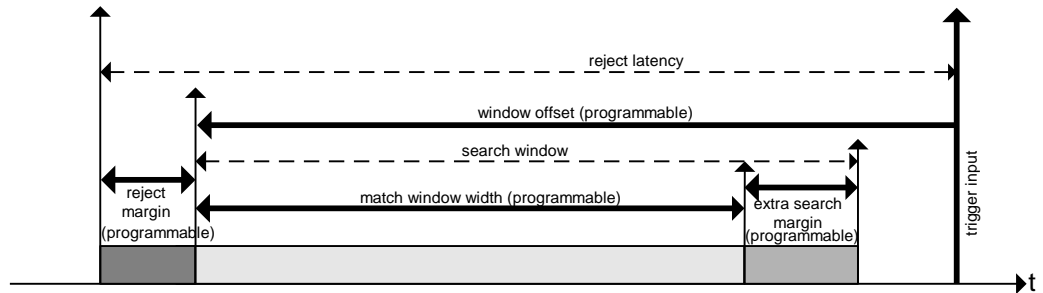 reject latency
window offset (programmable)
search window
reject
margin
(programmable)
match window width (programmable)
extra search
margin
(programmable)
trigger input
t